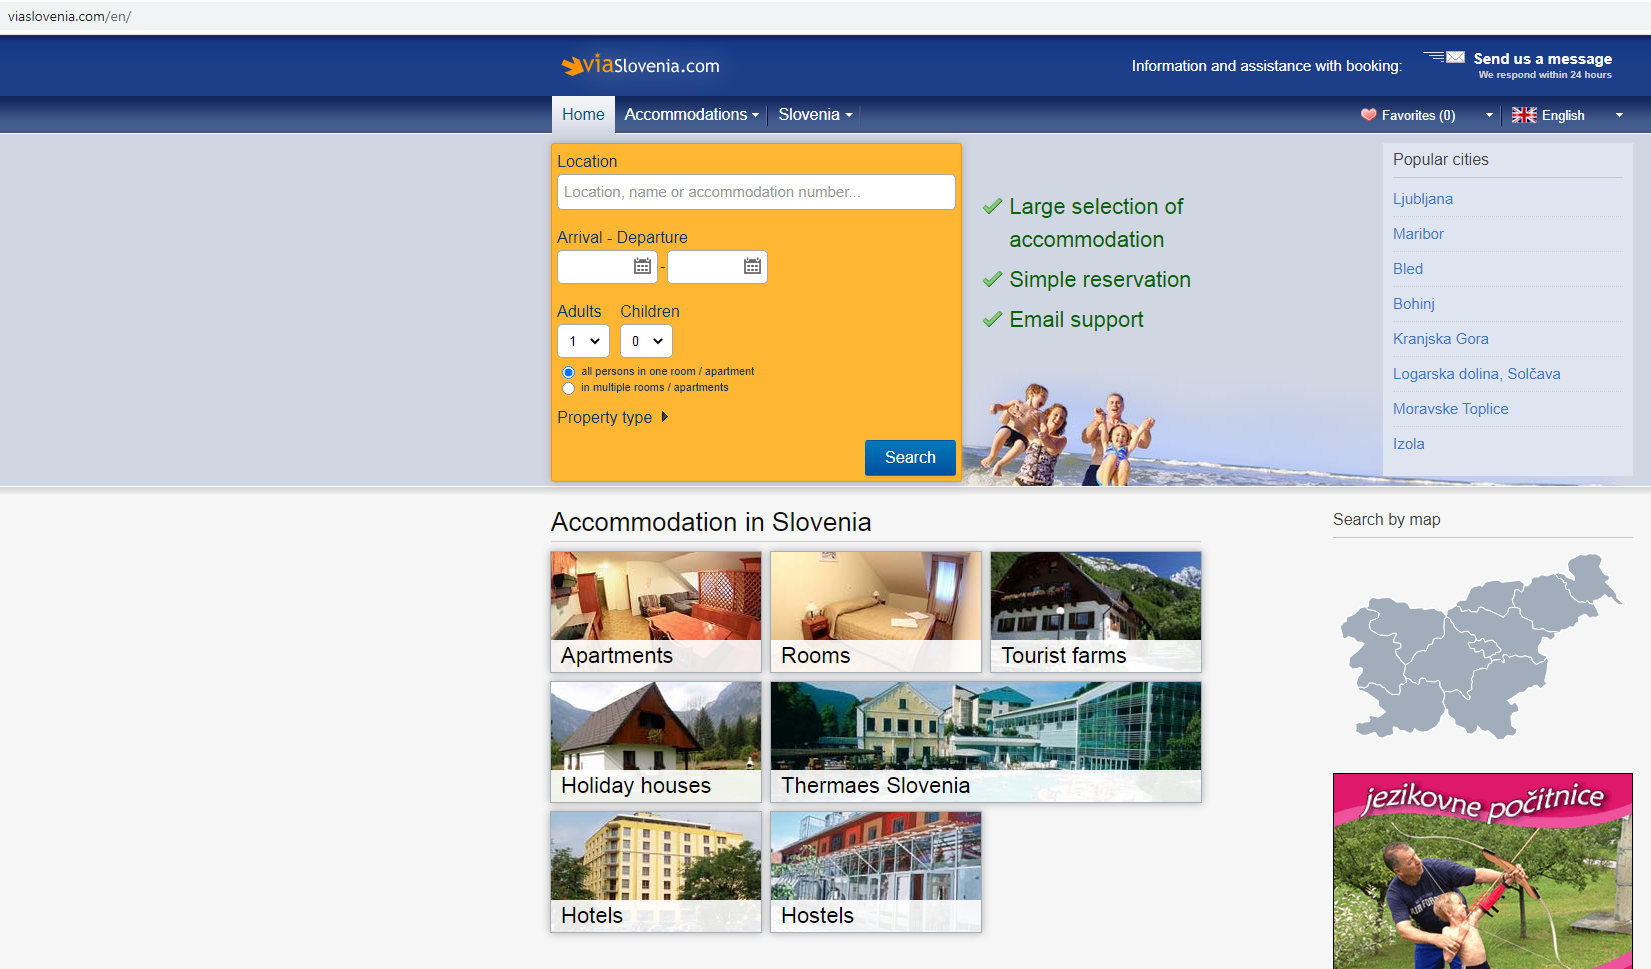 viaslovenia.com/en/
viaSlovenia.com
Information and assistance with booking:
Send us a message
We respond within 24 hours
Home
Accommodations
Slovenia
Favorites (0)
English
Location
Location, name or accommodation number...
Arrival - Departure
-
Adults
Children
1
0
all persons in one room / apartment
in multiple rooms / apartments
Property type
Search
Large selection of
accommodation
Simple reservation
Email support
Popular cities
Ljubljana
Maribor
Bled
Bohinj
Kranjska Gora
Logarska dolina, Solčava
Moravske Toplice
Izola
Accommodation in Slovenia
Apartments
Rooms
Tourist farms
Holiday houses
Thermaes Slovenia
Hotels
Hostels
Search by map
jezikovne počitnice
AIR FORCE